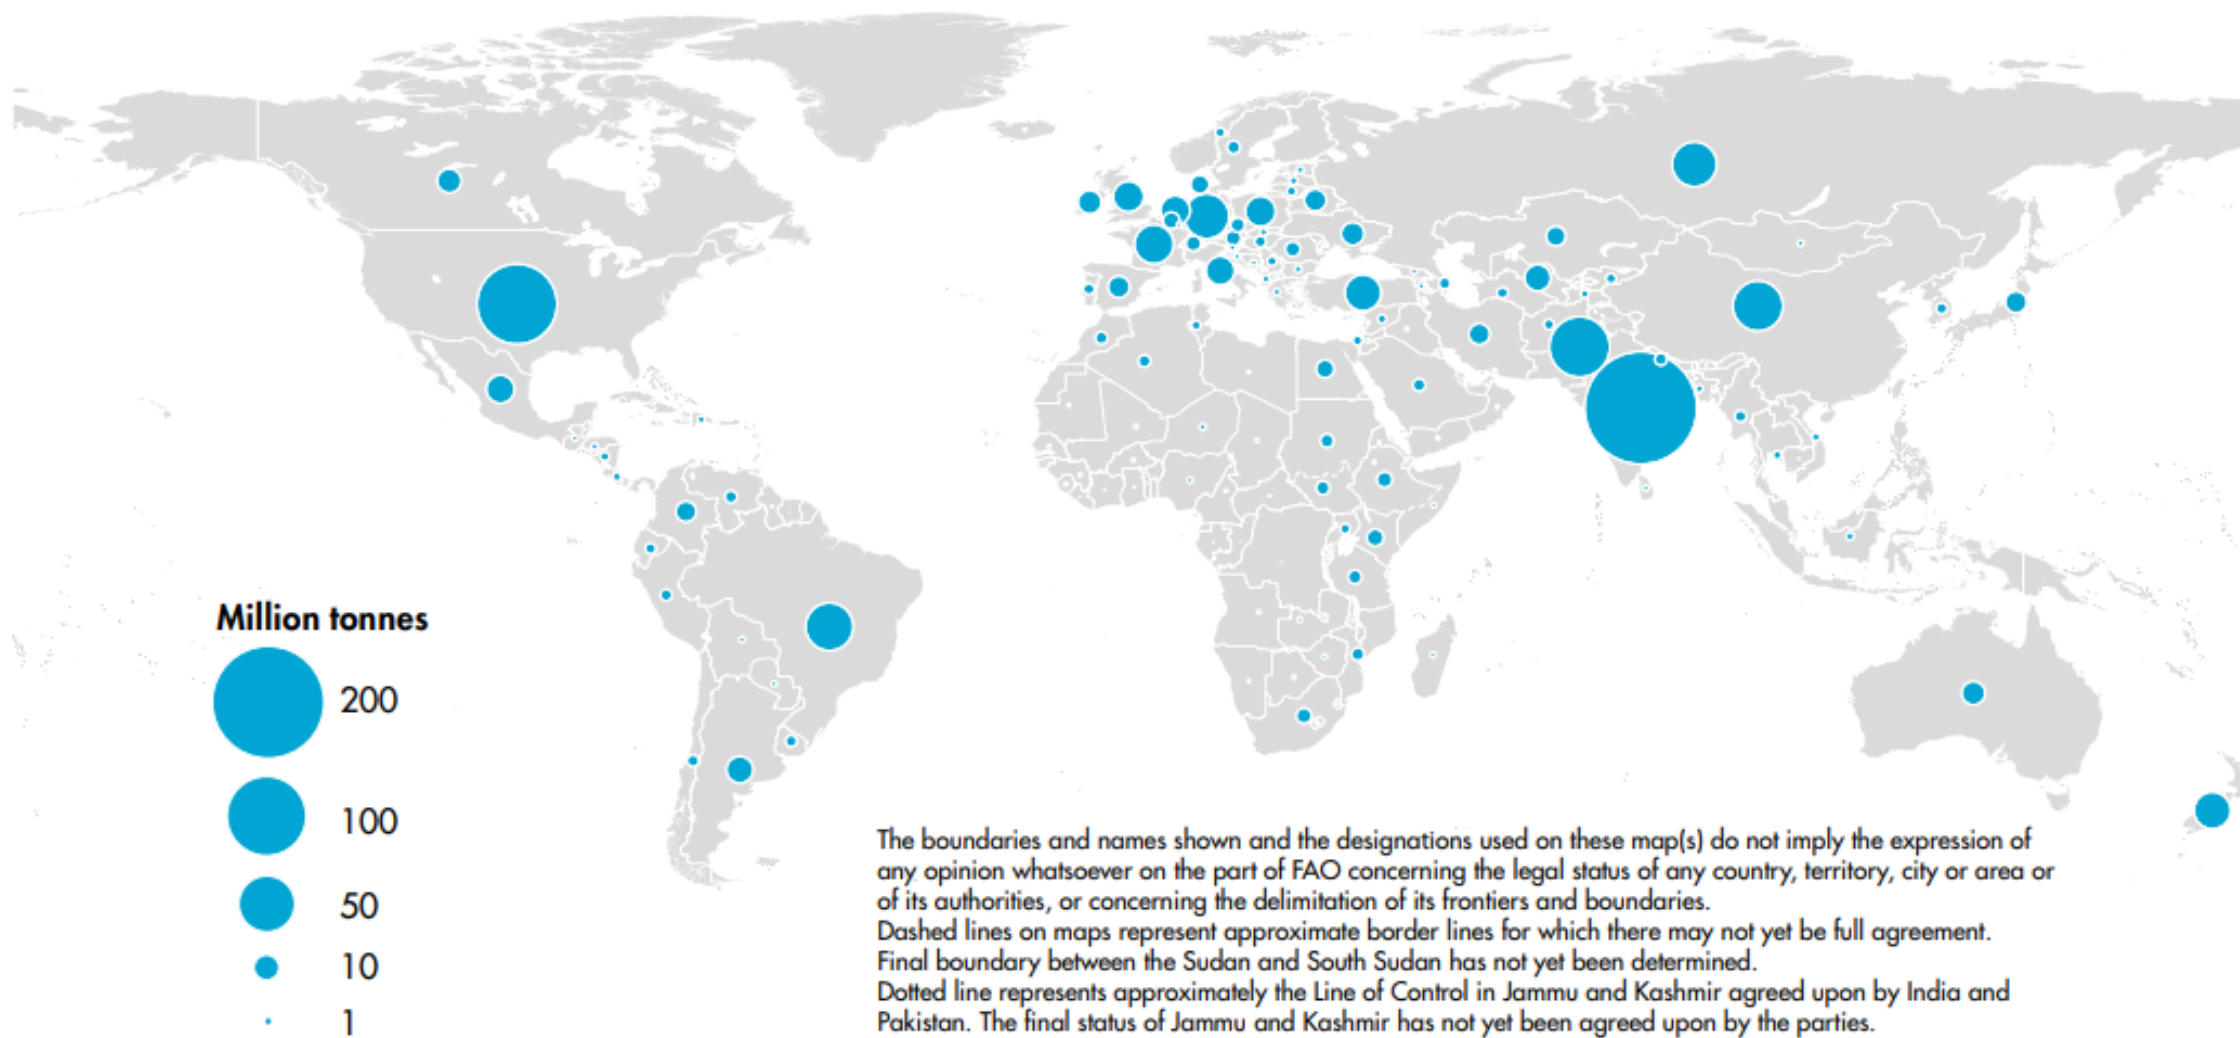 Million tonnes
200
100
50
10
1
The boundaries and names shown and the designations used on these map(s) do not imply the expression of
any opinion whatsoever on the part of FAO concerning the legal status of any country, territory, city or area or
of its authorities, or concerning the delimitation of its frontiers and boundaries.
Dashed lines on maps represent approximate border lines for which there may not yet be full agreement.
Final boundary between the Sudan and South Sudan has not yet been determined.
Dotted line represents approximately the Line of Control in Jammu and Kashmir agreed upon by India and
Pakistan. The final status of Jammu and Kashmir has not yet been agreed upon by the parties.